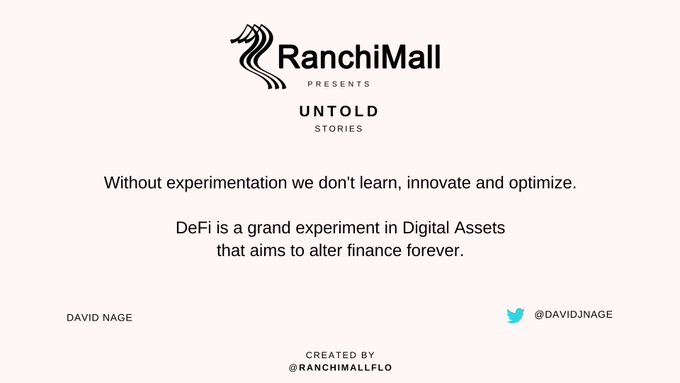 RanchiMall
PRESENTS
UNTOLD
STORIES
Without experimentation we don't learn, innovate and optimize.
DeFi is a grand experiment in Digital Assets
that aims to alter finance forever.
DAVID NAGE
@DAVIDJNAGE
CREATED BY
@RANCHIMALLFLO